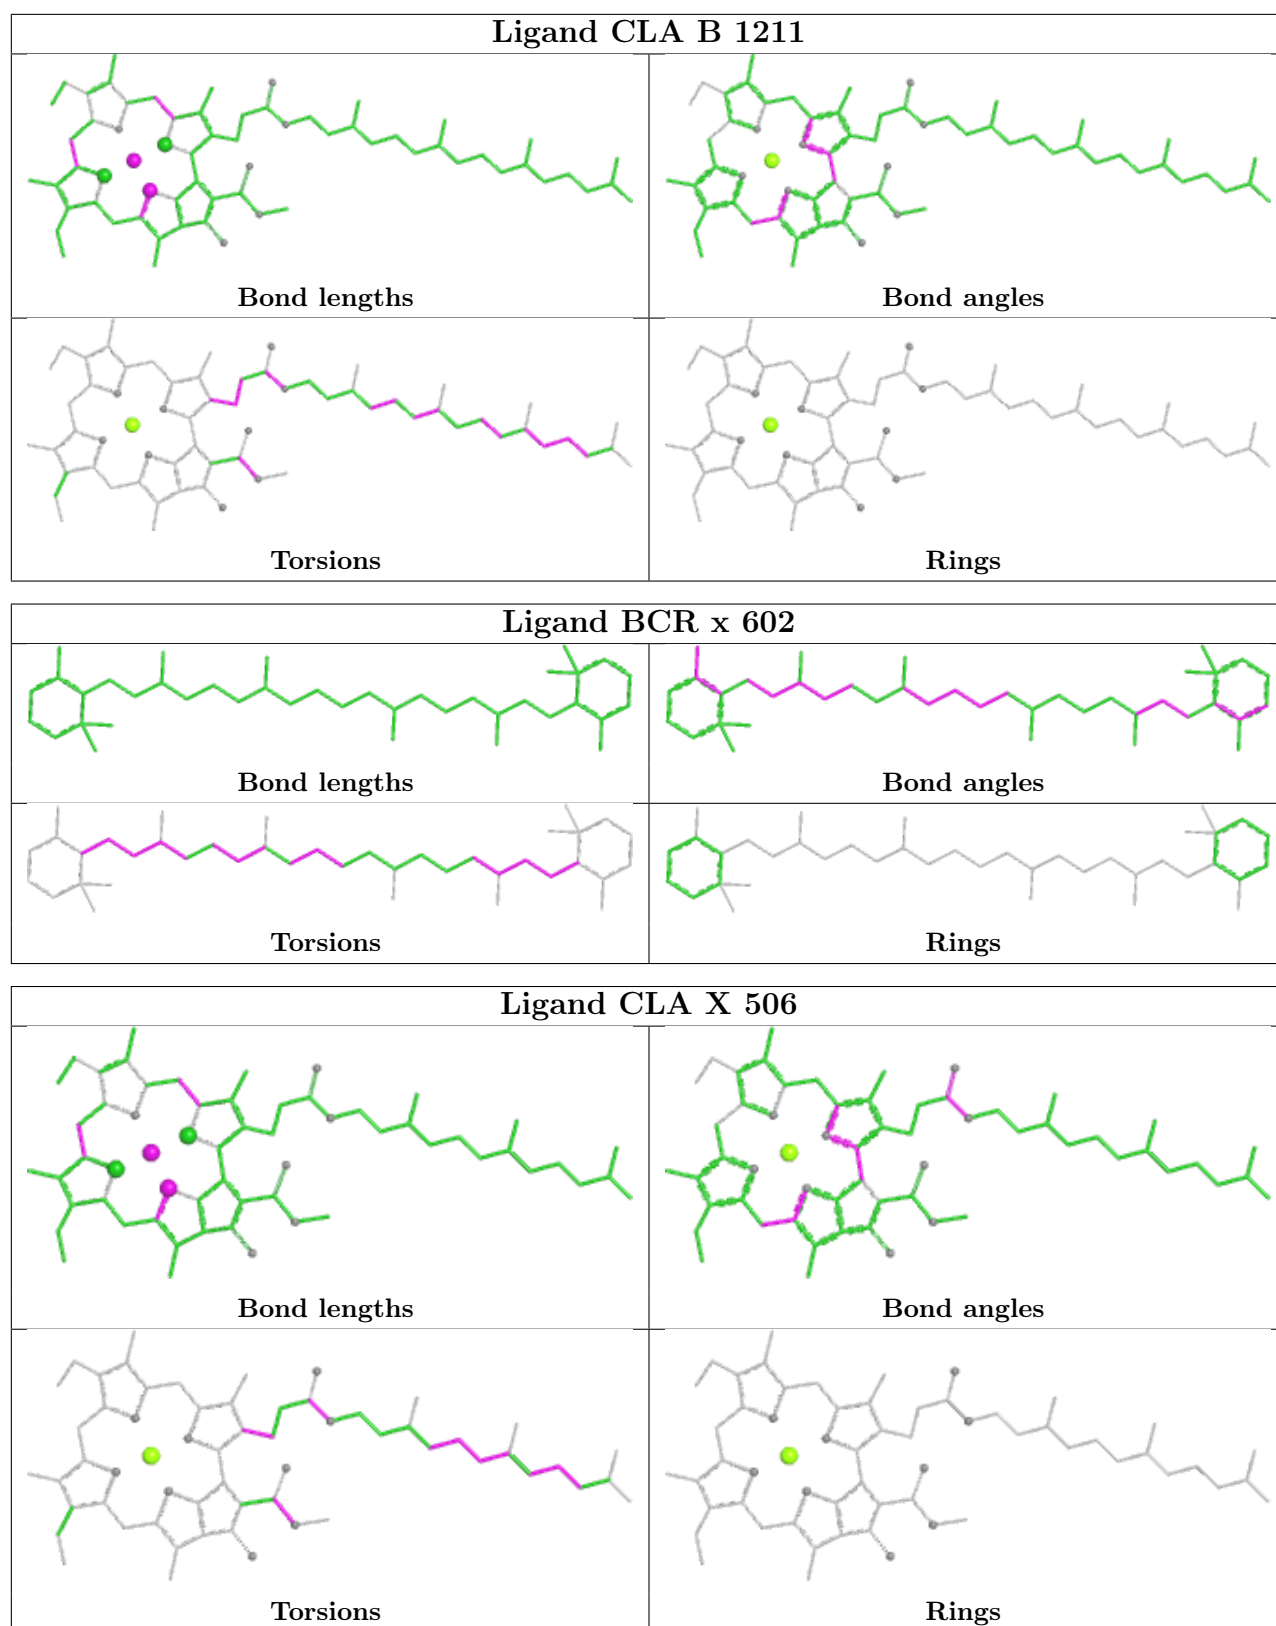 Ligand CLA B 1211
Bond lengths
Bond angles
Torsions
Rings
Ligand BCR x 602
Bond lengths
Bond angles
Torsions
Rings
Ligand CLA X 506
Bond lengths
Bond angles
Torsions
Rings